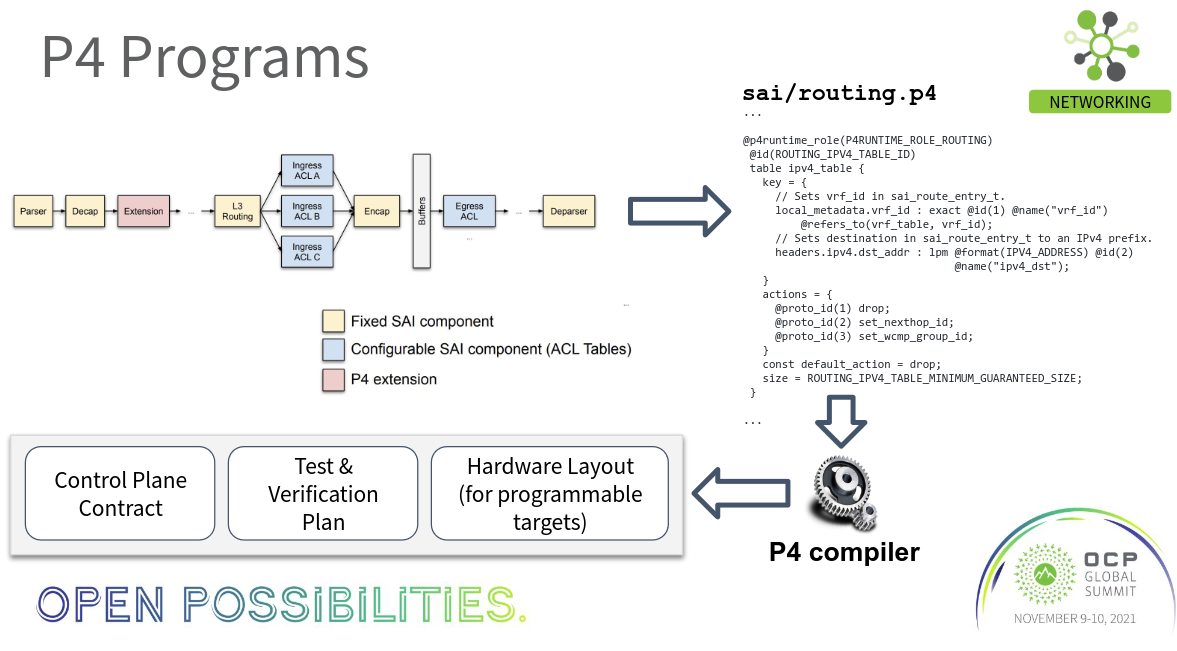 P4 Programs
NETWORKING
Parser
Decap
Extension
...
L3
Routing
Ingress
ACL A
Ingress
ACL B
Ingress
ACL C
Encap
Buffers
Egress
ACL
...
...
Deparser
...
Fixed SAI component
Configurable SAI component (ACL Tables)
P4 extension
sai/routing.p4
...
@p4runtime_role(P4RUNTIME_ROLE_ROUTING)
@id(ROUTING_IPV4_TABLE_ID)
table ipv4_table {
key = {
// Sets vrf_id in sai_route_entry_t.
local_metadata.vrf_id : exact @id(1) @name("vrf_id")
@refers_to(vrf_table, vrf_id);
// Sets destination in sai_route_entry_t to an IPv4 prefix.
headers.ipv4.dst_addr : lpm @format(IPV4_ADDRESS) @id(2)
@name("ipv4_dst");
}
actions = {
@proto_id(1) drop;
@proto_id(2) set_nexthop_id;
@proto_id(3) set_wcmp_group_id;
}
const default_action = drop;
size = ROUTING_IPV4_TABLE_MINIMUM_GUARANTEED_SIZE;
}
...
P4 compiler
Control Plane
Contract
Test &
Verification
Plan
Hardware Layout
(for programmable
targets)
OPEN POSSIBILITIES.
OCP
GLOBAL
SUMMIT
NOVEMBER 9-10, 2021